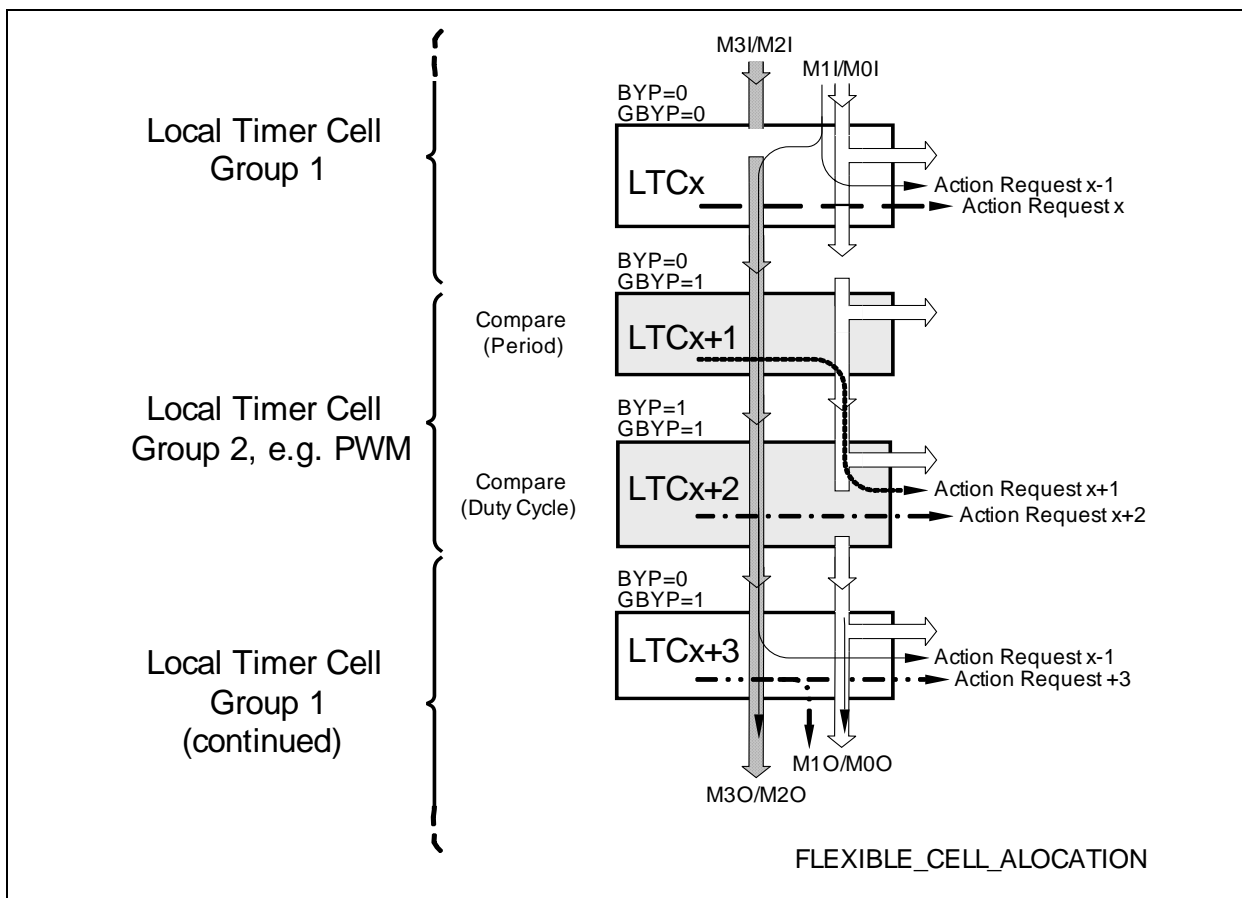 M3I/M2I
M1I/M0I
BYP=0
GBYP=0
Local Timer Cell
Group 1
LTCx
Action Request x-1
Action Request x
BYP=0
GBYP=1
Compare
(Period)
LTCx+1
Local Timer Cell
Group 2, e.g. PWM
BYP=1
GBYP=1
Compare
(Duty Cycle)
LTCx+2
Action Request x+1
Action Request x+2
BYP=0
GBYP=1
Local Timer Cell
Group 1
(continued)
LTCx+3
Action Request x-1
Action Request +3
M1O/M0O
M3O/M2O
FLEXIBLE_CELL_ALOCATION